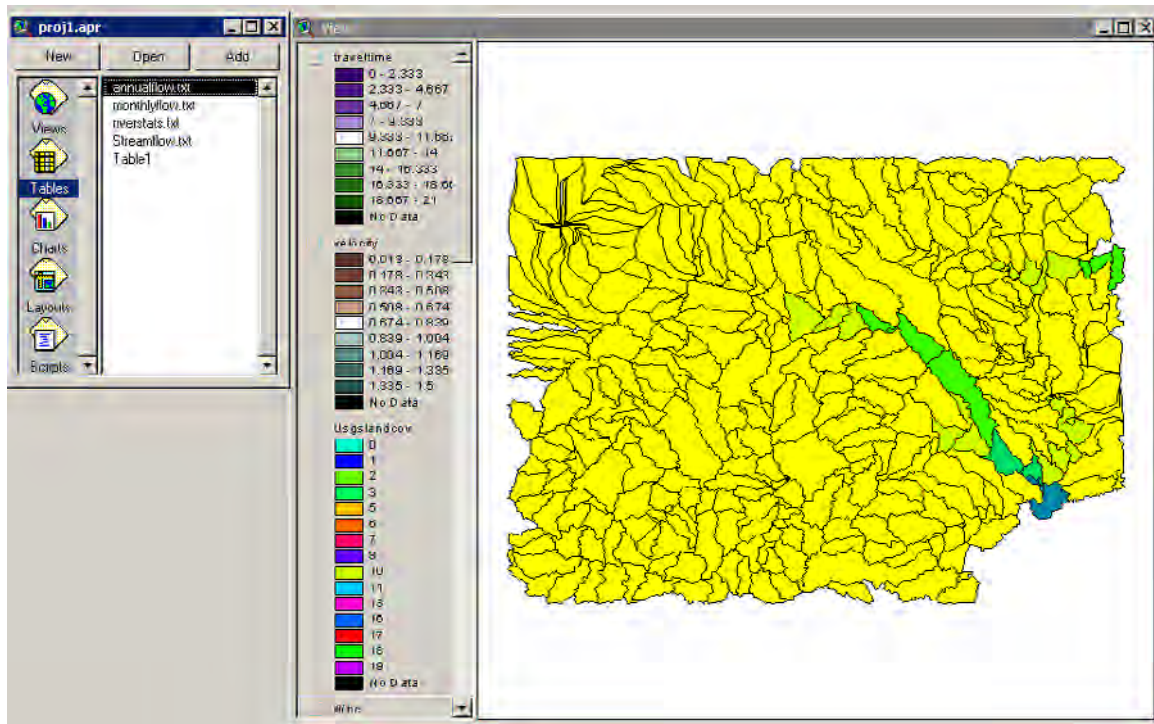 proj1.apr
New Open Add
Views
Tables
Charts
Layouts
Scripts
annualflow.txt
monthlyflow.txt
riverstats.txt
Streamflow.txt
Table1
View1
traveltime
0 - 2.333
2.333 - 4.667
4.667 - 7
7 - 9.333
9.333 - 11.667
11.667 - 14
14 - 16.333
16.333 - 18.66
18.667 - 21
No Data
velocity
0.013 - 0.178
0.178 - 0.343
0.343 - 0.508
0.508 - 0.674
0.674 - 0.839
0.839 - 1.004
1.004 - 1.169
1.169 - 1.335
1.335 - 1.5
No Data
Usgslandcov
0
1
2
3
5
6
7
8
10
11
15
16
17
18
19
No Data